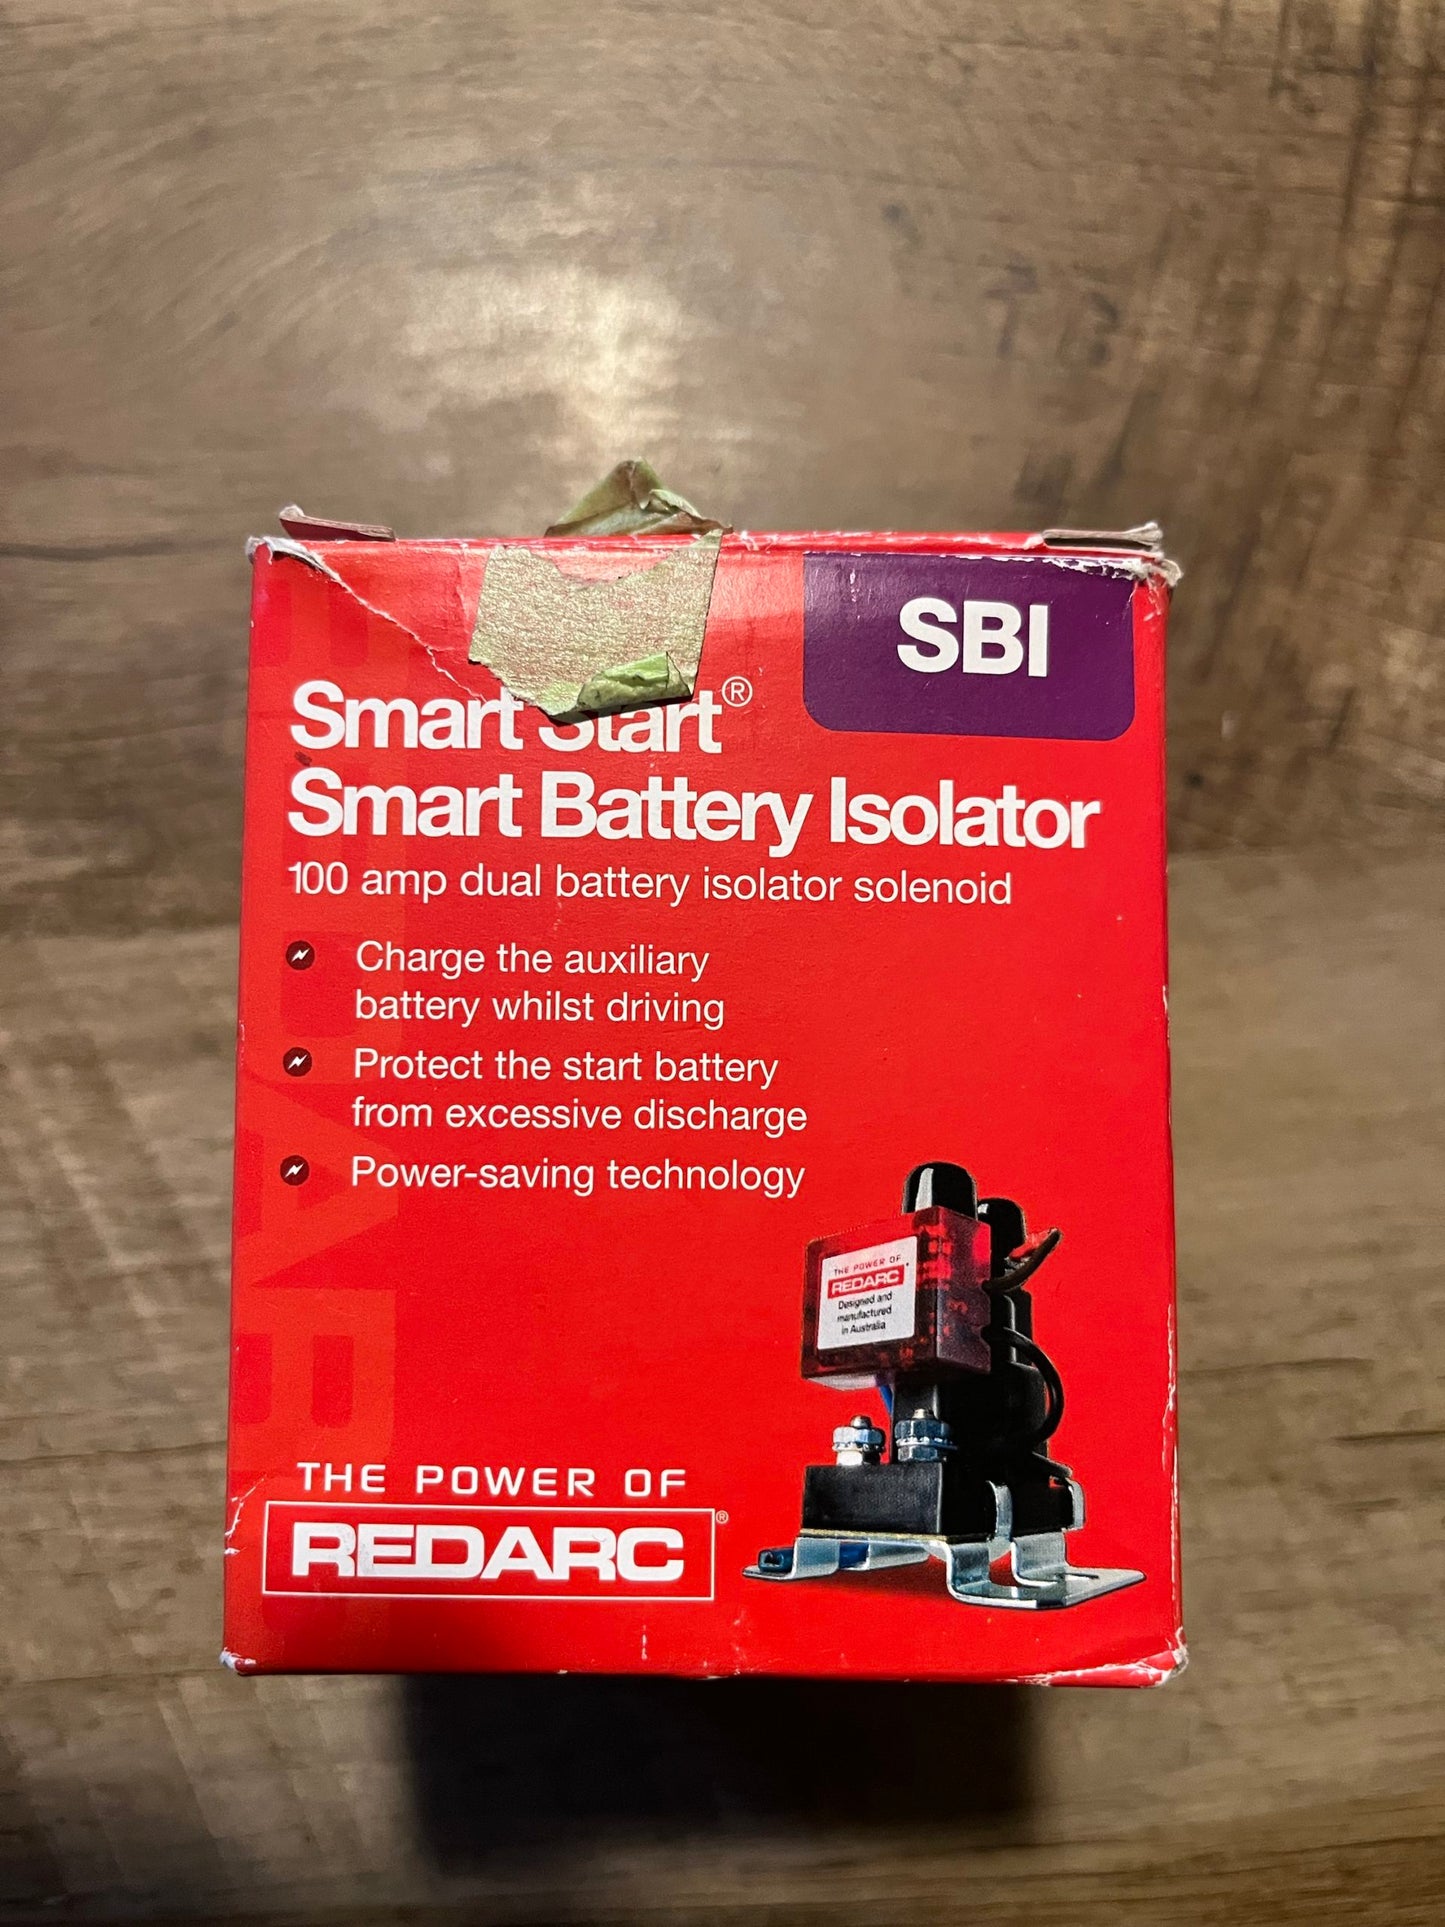 SBI
Smart Start®
Smart Battery Isolator
100 amp dual battery isolator solenoid
Charge the auxiliary
battery whilst driving
Protect the start battery
from excessive discharge
Power-saving technology
THE POWER OF
REDARC
Designed and
manufactured
in Australia
THE POWER OF
REDARC®